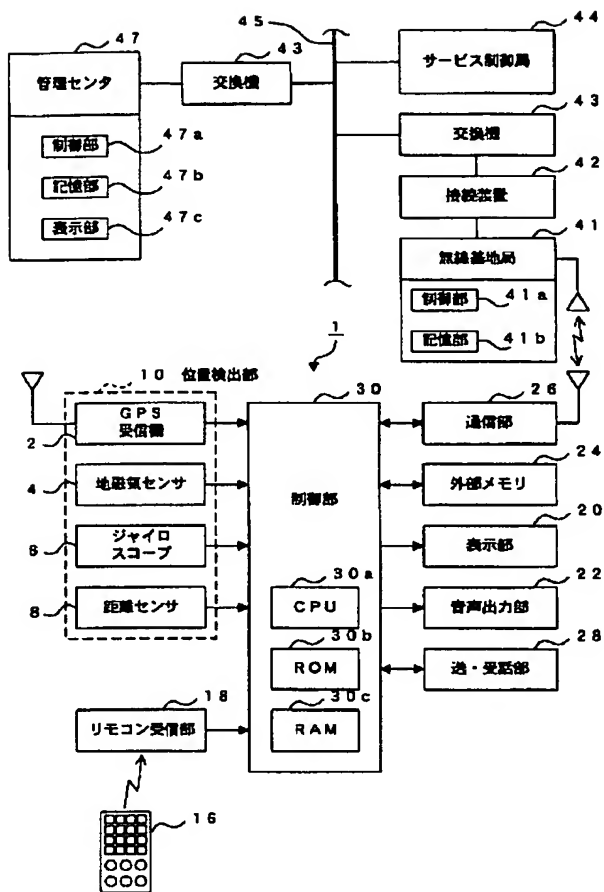 47
管理センタ
47a
制御部
47b
記憶部
47c
表示部
43
交換機
45
44
サービス制御局
43
交換機
42
接続装置
41
無線基地局
41a
制御部
41b
記憶部
1
10 位置検出部
2
GPS
受信機
4
地磁気センサ
6
ジャイロ
スコープ
8
距離センサ
18
リモコン受信部
16
30
制御部
30a
CPU
30b
ROM
30c
RAM
26
通信部
24
外部メモリ
20
表示部
22
音声出力部
28
送・受話部